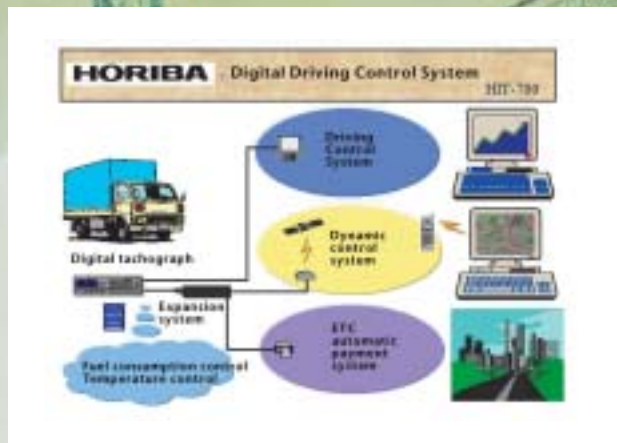 HORIBA Digital Driving Control System
HIT-700
Driving
Control
System
Dynamic
control
system
Digital tachograph
Expansion
system
ETC
automatic
payment
system
Fuel consumption control
Temperature control